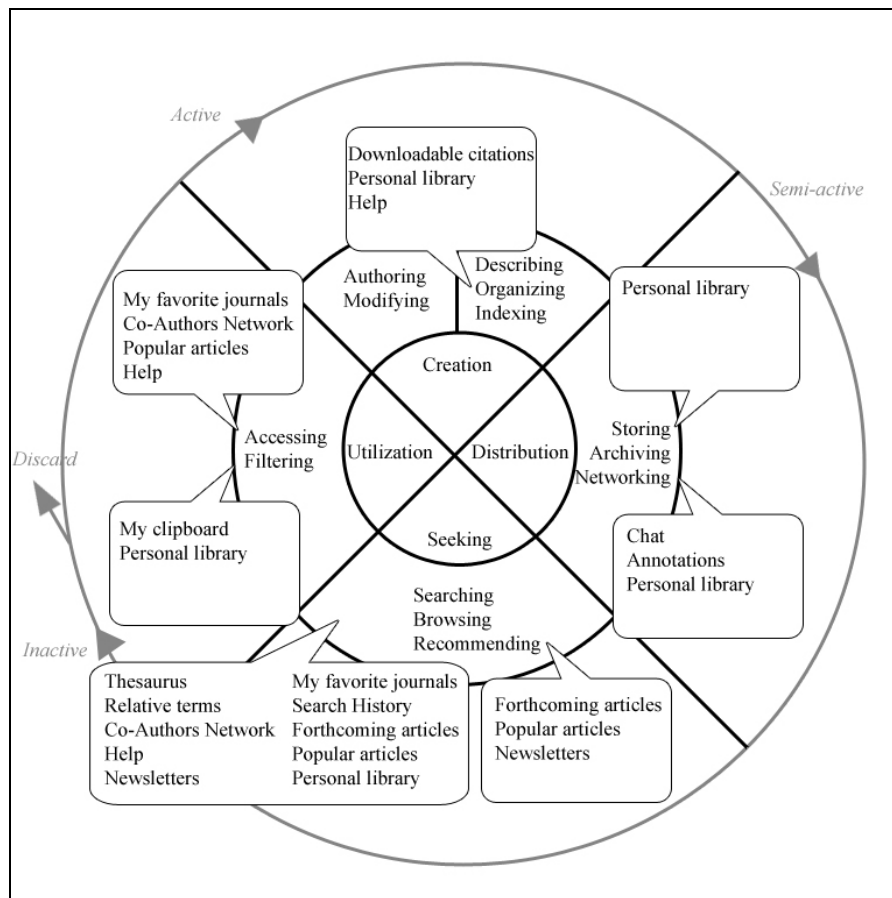 Active
Semi-active
Downloadable citations
Personal library
Help
Authoring
Modifying
Describing
Organizing
Indexing
My favorite journals
Co-Authors Network
Popular articles
Help
Personal library
Creation
Accessing
Filtering
Utilization
Distribution
Storing
Archiving
Networking
Discard
My clipboard
Personal library
Seeking
Chat
Annotations
Personal library
Searching
Browsing
Recommending
Inactive
Thesaurus
Relative terms
Co-Authors Network
Help
Newsletters
My favorite journals
Search History
Forthcoming articles
Popular articles
Personal library
Forthcoming articles
Popular articles
Newsletters